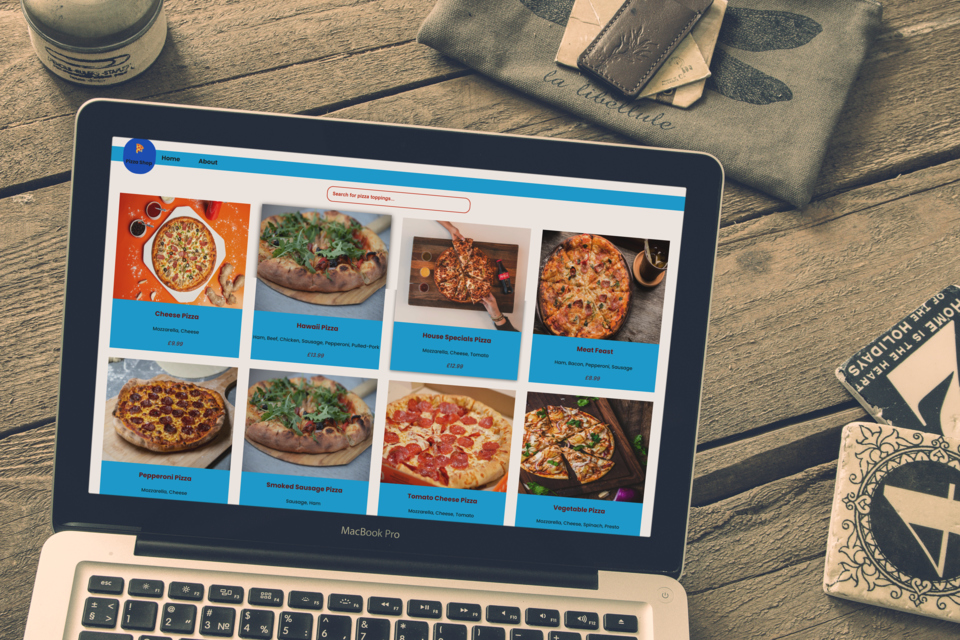 la libellule
Pizza Shop
Home
About
Search for pizza toppings...
Cheese Pizza
Mozzarella, Cheese
£9.99
Hawaii Pizza
Ham, Beef, Chicken, Sausage, Pepperoni, Pulled-Pork
£13.99
House Specials Pizza
Mozzarella, Cheese, Tomato
£12.99
Meat Feast
Ham, Bacon, Pepperoni, Sausage
£8.99
Pepperoni Pizza
Mozzarella, Cheese
Smoked Sausage Pizza
Sausage, Ham
Tomato Cheese Pizza
Mozzarella, Cheese, Tomato
Vegetable Pizza
Mozzarella, Cheese, Spinach, Presto
MacBook Pro
HOME IS THE HEART
OF THE HOLIDAYS
esc